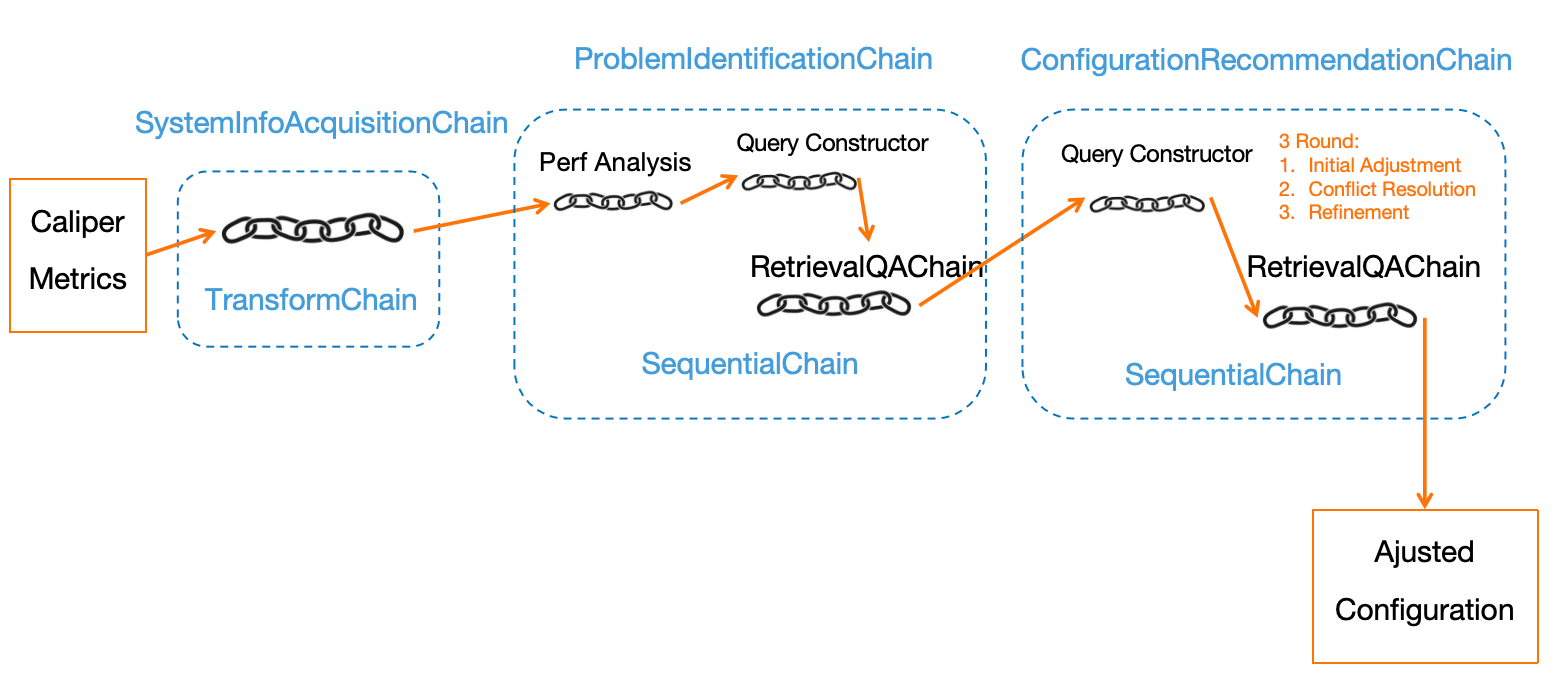 ProblemIdentificationChain
ConfigurationRecommendationChain
SystemInfoAcquisitionChain
Caliper
Metrics
TransformChain
Perf Analysis
Query Constructor
RetrievalQAChain
SequentialChain
Query Constructor
3 Round:
1. Initial Adjustment
2. Conflict Resolution
3. Refinement
RetrievalQAChain
SequentialChain
Ajusted
Configuration